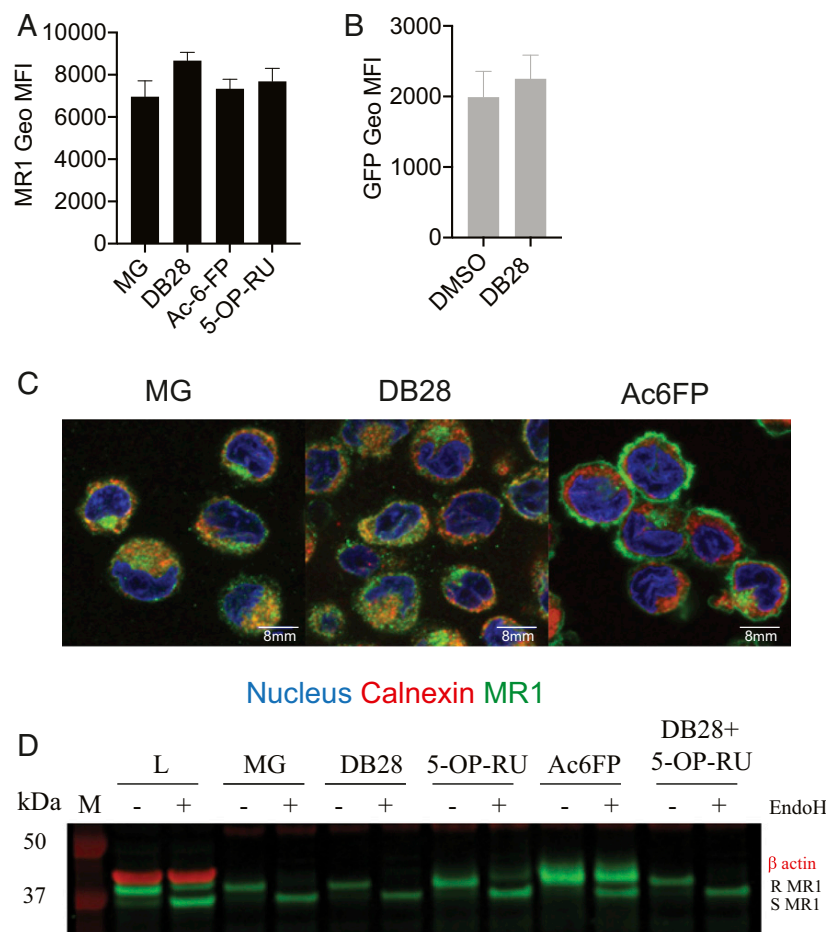 A
MR1 Geo MFI
10000
8000
6000
4000
2000
0
MG
DB28
Ac-6-FP
5-OP-RU
B
GFP Geo MFI
3000
2000
1000
0
DMSO
DB28
C
MG DB28 Ac6FP
8mm 8mm 8mm
Nucleus Calnexin MR1
D
DB28+
L MG DB28 5-OP-RU Ac6FP 5-OP-RU
kDa M - + - + - + - + - + - + EndoH
50
β actin
R MR1
37
S MR1